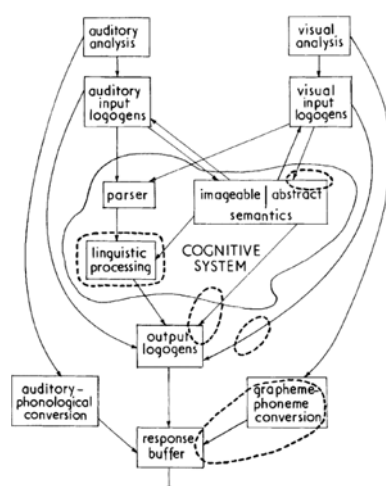 auditory
analysis
visual
analysis
auditory
input
logogens
visual
input
logogens
parser
imageable | abstract
semantics
linguistic
processing
COGNITIVE
SYSTEM
output
logogens
auditory-
phonological
conversion
grapheme-
phoneme
conversion
response
buffer